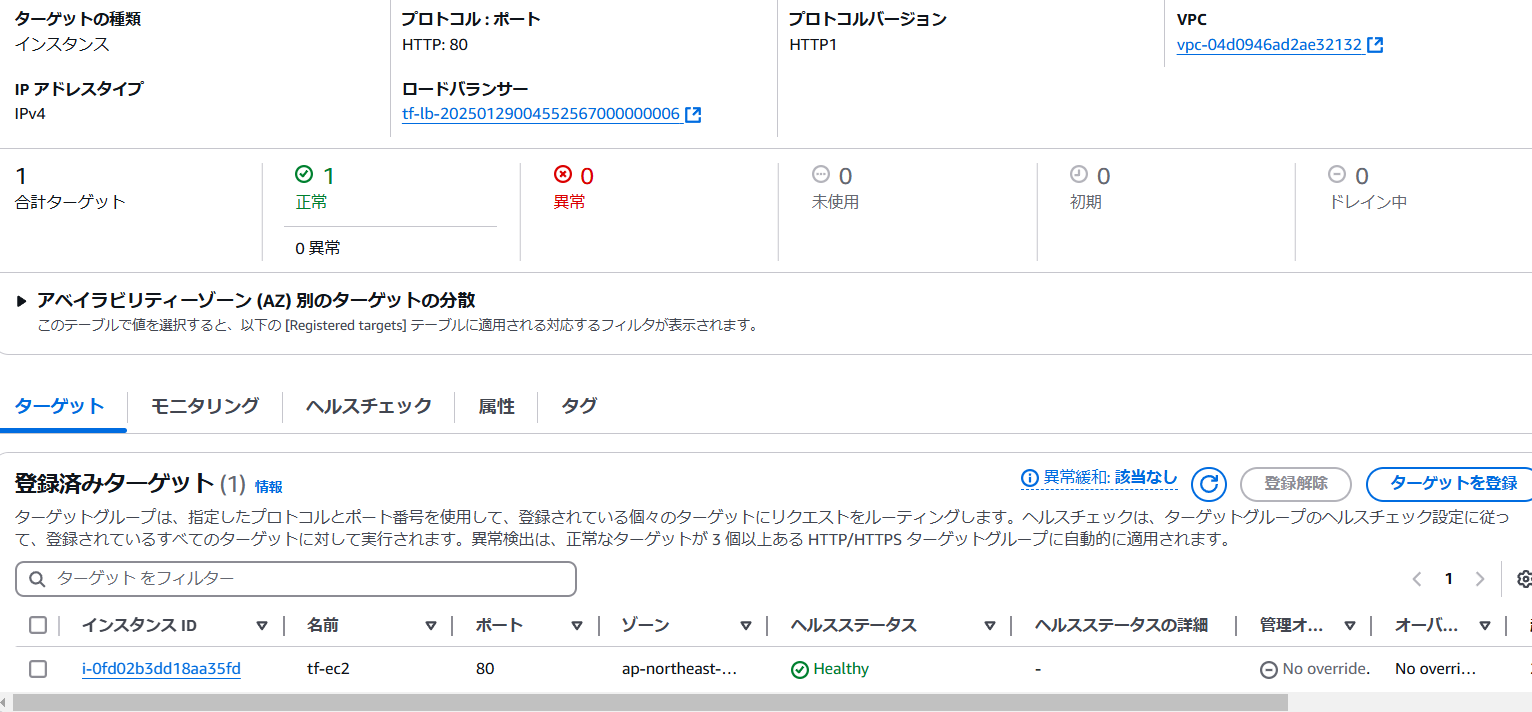 ターゲットの種類
インスタンス
プロトコル : ポート
HTTP: 80
プロトコルバージョン
HTTP1
VPC
vpc-04d0946ad2ae32132
IP アドレスタイプ
IPv4
ロードバランサー
tf-lb-20250129004552567000000006
1
合計ターゲット
1
正常
0 異常
0
異常
0
未使用
0
初期
0
ドレイン中
アベイラビリティーゾーン (AZ) 別のターゲットの分散
このテーブルで値を選択すると、以下の [Registered targets] テーブルに適用される対応するフィルタが表示されます。
ターゲット
モニタリング
ヘルスチェック
属性
タグ
登録済みターゲット (1) 情報
異常緩和: 該当なし
登録解除
ターゲットを登録
ターゲットグループは、指定したプロトコルとポート番号を使用して、登録されている個々のターゲットにリクエストをルーティングします。ヘルスチェックは、ターゲットグループのヘルスチェック設定に従っ
て、登録されているすべてのターゲットに対して実行されます。異常検出は、正常なターゲットが 3 個以上ある HTTP/HTTPS ターゲットグループに自動的に適用されます。
ターゲット をフィルター
1
インスタンス ID
名前
ポート
ゾーン
ヘルスステータス
ヘルスステータスの詳細
管理オ...
オーバ...
i-0fd02b3dd18aa35fd
tf-ec2
80
ap-northeast-...
Healthy
-
No override.
No overri...